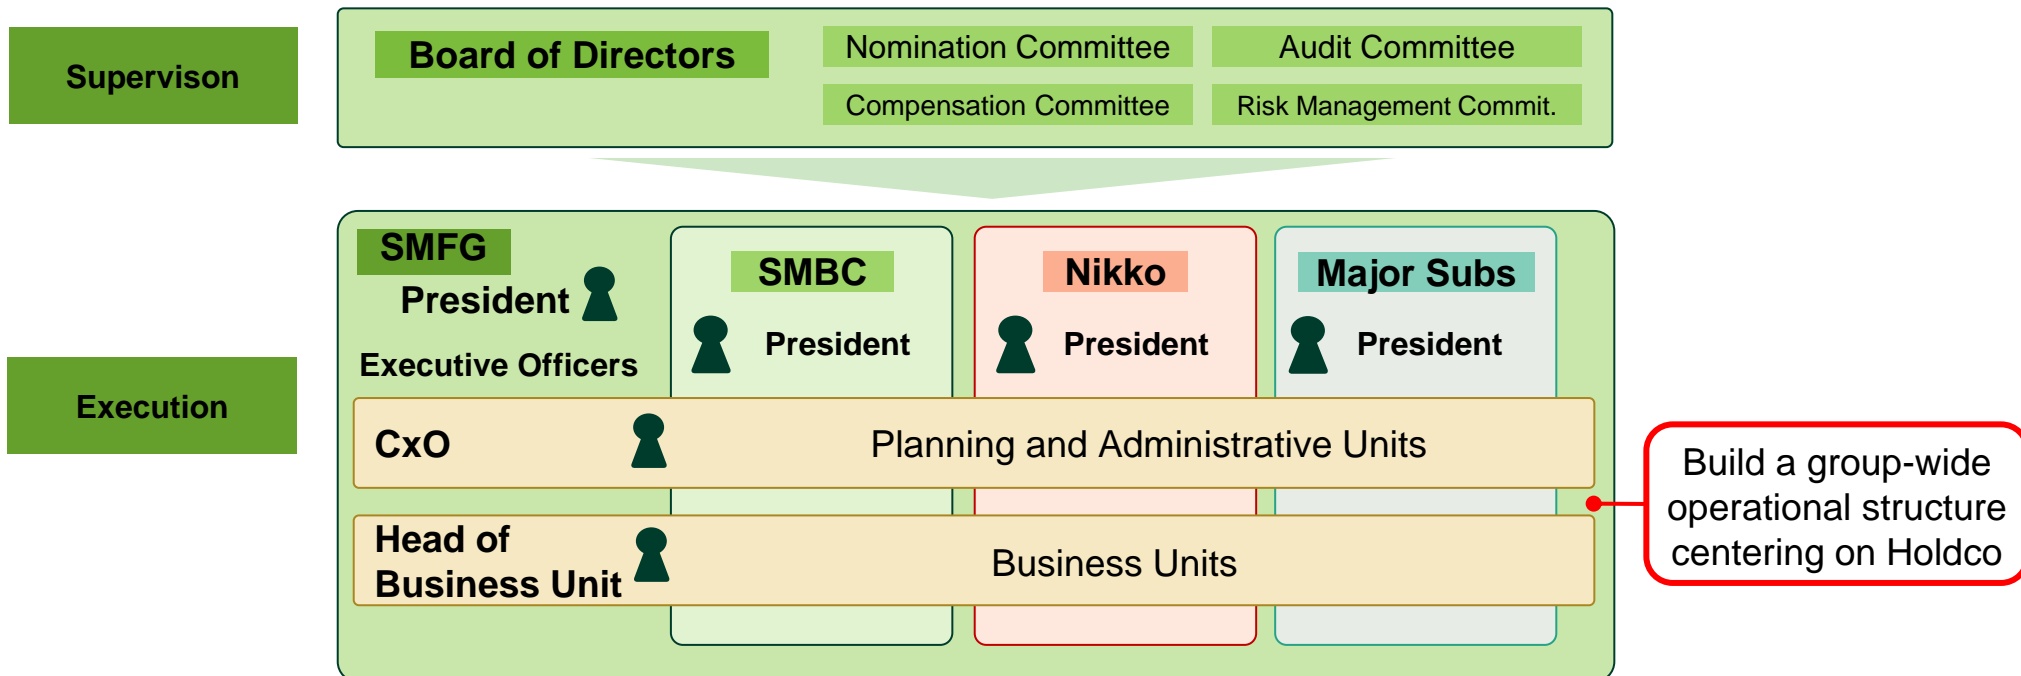 Supervison
Board of Directors
Nomination Committee
Audit Committee
Compensation Committee
Risk Management Commit.
Execution
SMFG
President
Executive Officers
SMBC
President
Nikko
President
Major Subs
President
CxO
Planning and Administrative Units
Head of
Business Unit
Business Units
Build a group-wide
operational structure
centering on Holdco